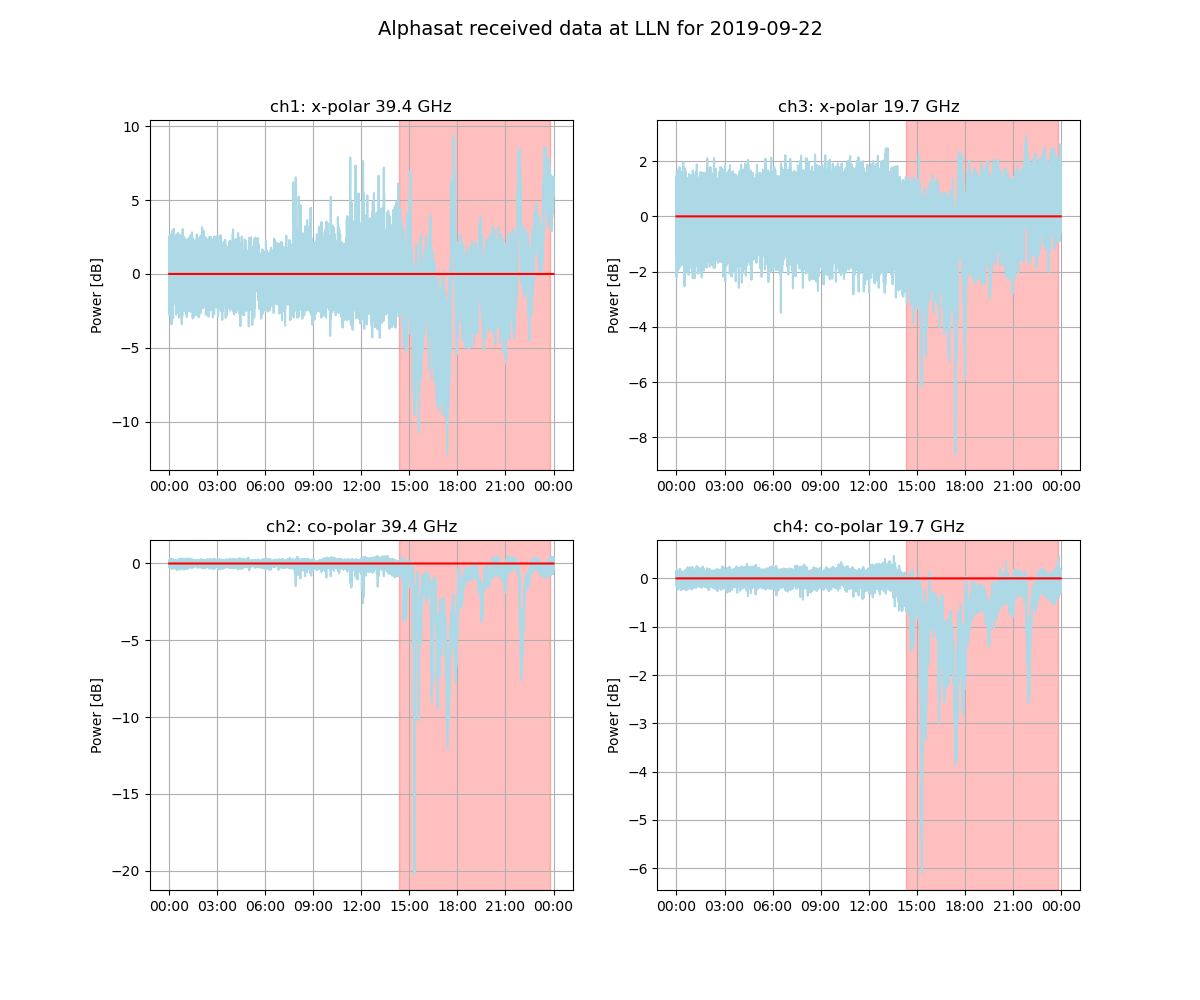 Alphasat received data at LLN for 2019-09-22
ch1: x-polar 39.4 GHz
Power [dB]
10
5
0
−5
−10
00:00 03:00 06:00 09:00 12:00 15:00 18:00 21:00 00:00
ch3: x-polar 19.7 GHz
Power [dB]
2
0
−2
−4
−6
−8
00:00 03:00 06:00 09:00 12:00 15:00 18:00 21:00 00:00
ch2: co-polar 39.4 GHz
Power [dB]
0
−5
−10
−15
−20
00:00 03:00 06:00 09:00 12:00 15:00 18:00 21:00 00:00
ch4: co-polar 19.7 GHz
Power [dB]
0
−1
−2
−3
−4
−5
−6
00:00 03:00 06:00 09:00 12:00 15:00 18:00 21:00 00:00